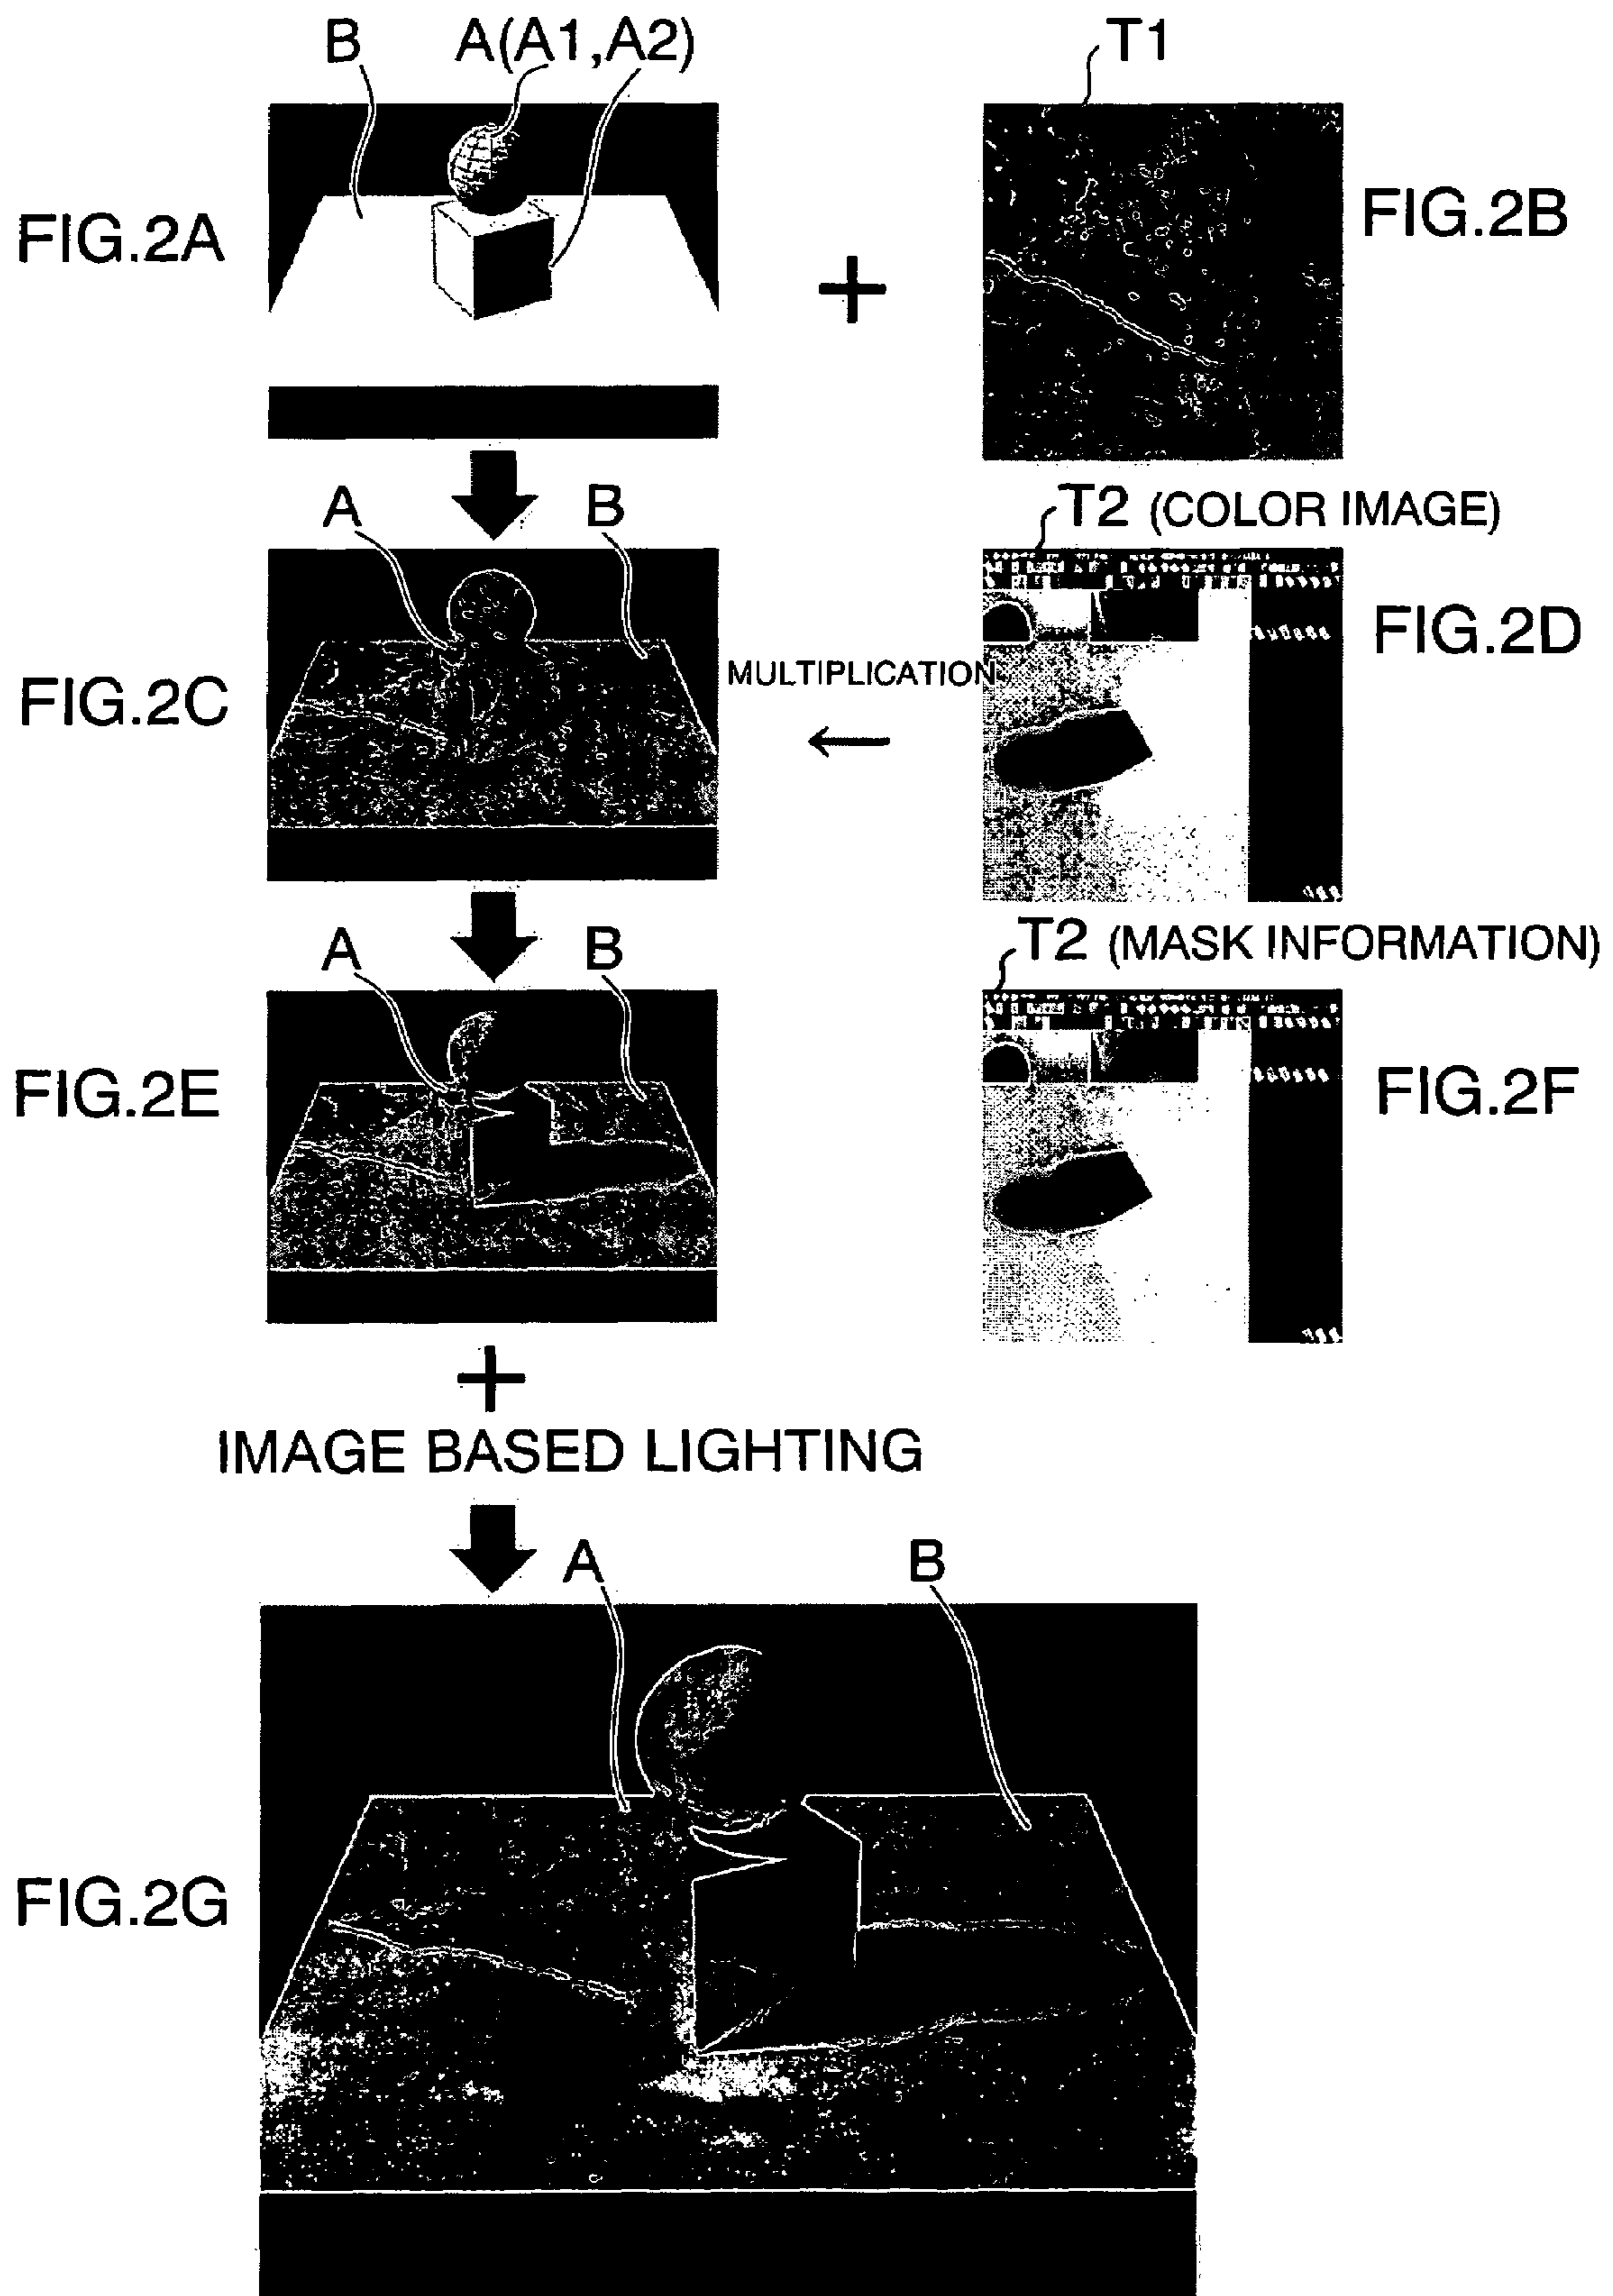 B A(A1,A2) T1
FIG.2A + FIG.2B
A B T2 (COLOR IMAGE)
FIG.2C MULTIPLICATION ← FIG.2D
A B T2 (MASK INFORMATION)
FIG.2E FIG.2F
+
IMAGE BASED LIGHTING
A B
FIG.2G